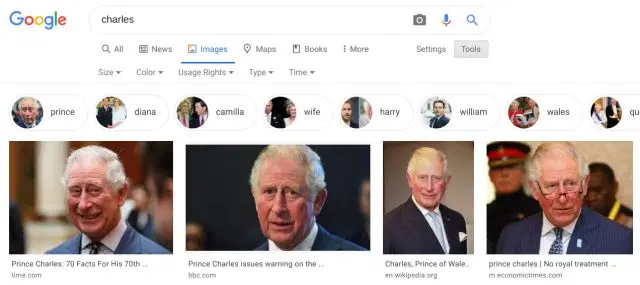 Google
charles
All News Images Maps Books More Settings Tools
Size Color Usage Rights Type Time
prince diana camilla wife harry william wales qu
Prince Charles: 70 Facts For His 70th ... Prince Charles issues warning on the ... Charles, Prince of Wale... prince charles | No royal treatment ...
time.com bbc.com en.wikipedia.org m.economictimes.com